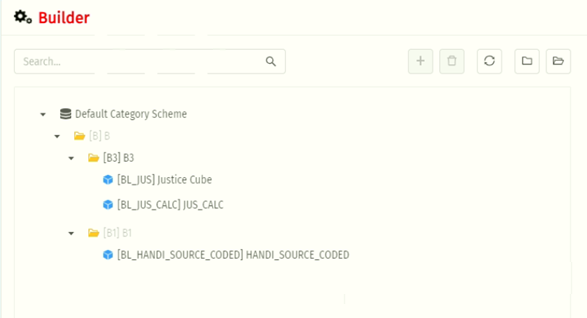 Builder
Search...
Default Category Scheme
[B] B
[B3] B3
[BL_JUS] Justice Cube
[BL_JUS_CALC] JUS_CALC
[B1] B1
[BL_HANDI_SOURCE_CODED] HANDI_SOURCE_CODED